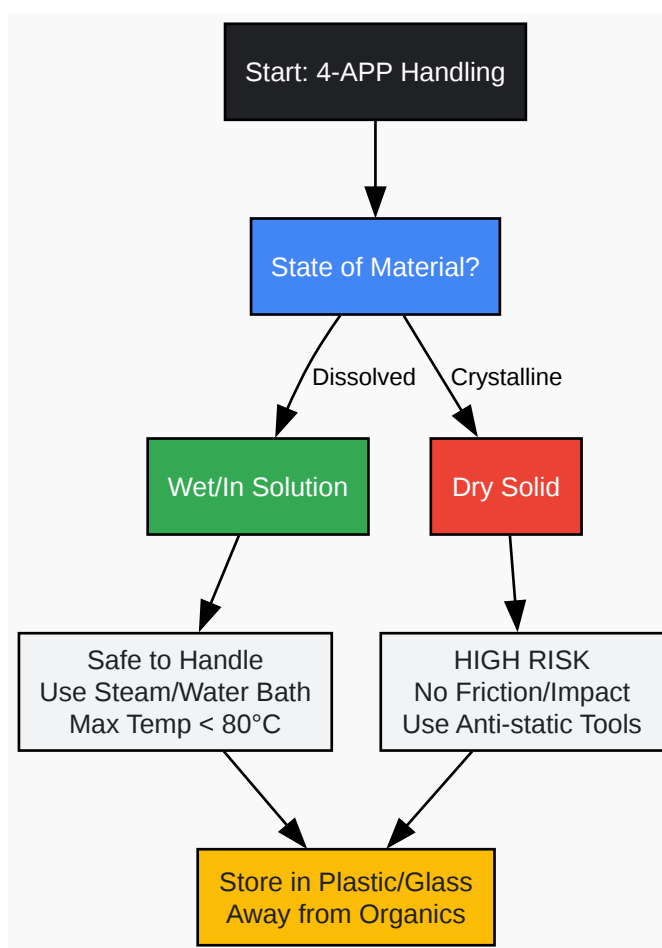 Start: 4-APP Handling
State of Material?
Dissolved
Crystalline
Wet/In Solution
Dry Solid
Safe to Handle
Use Steam/Water Bath
Max Temp < 80°C
HIGH RISK
No Friction/Impact
Use Anti-static Tools
Store in Plastic/Glass
Away from Organics